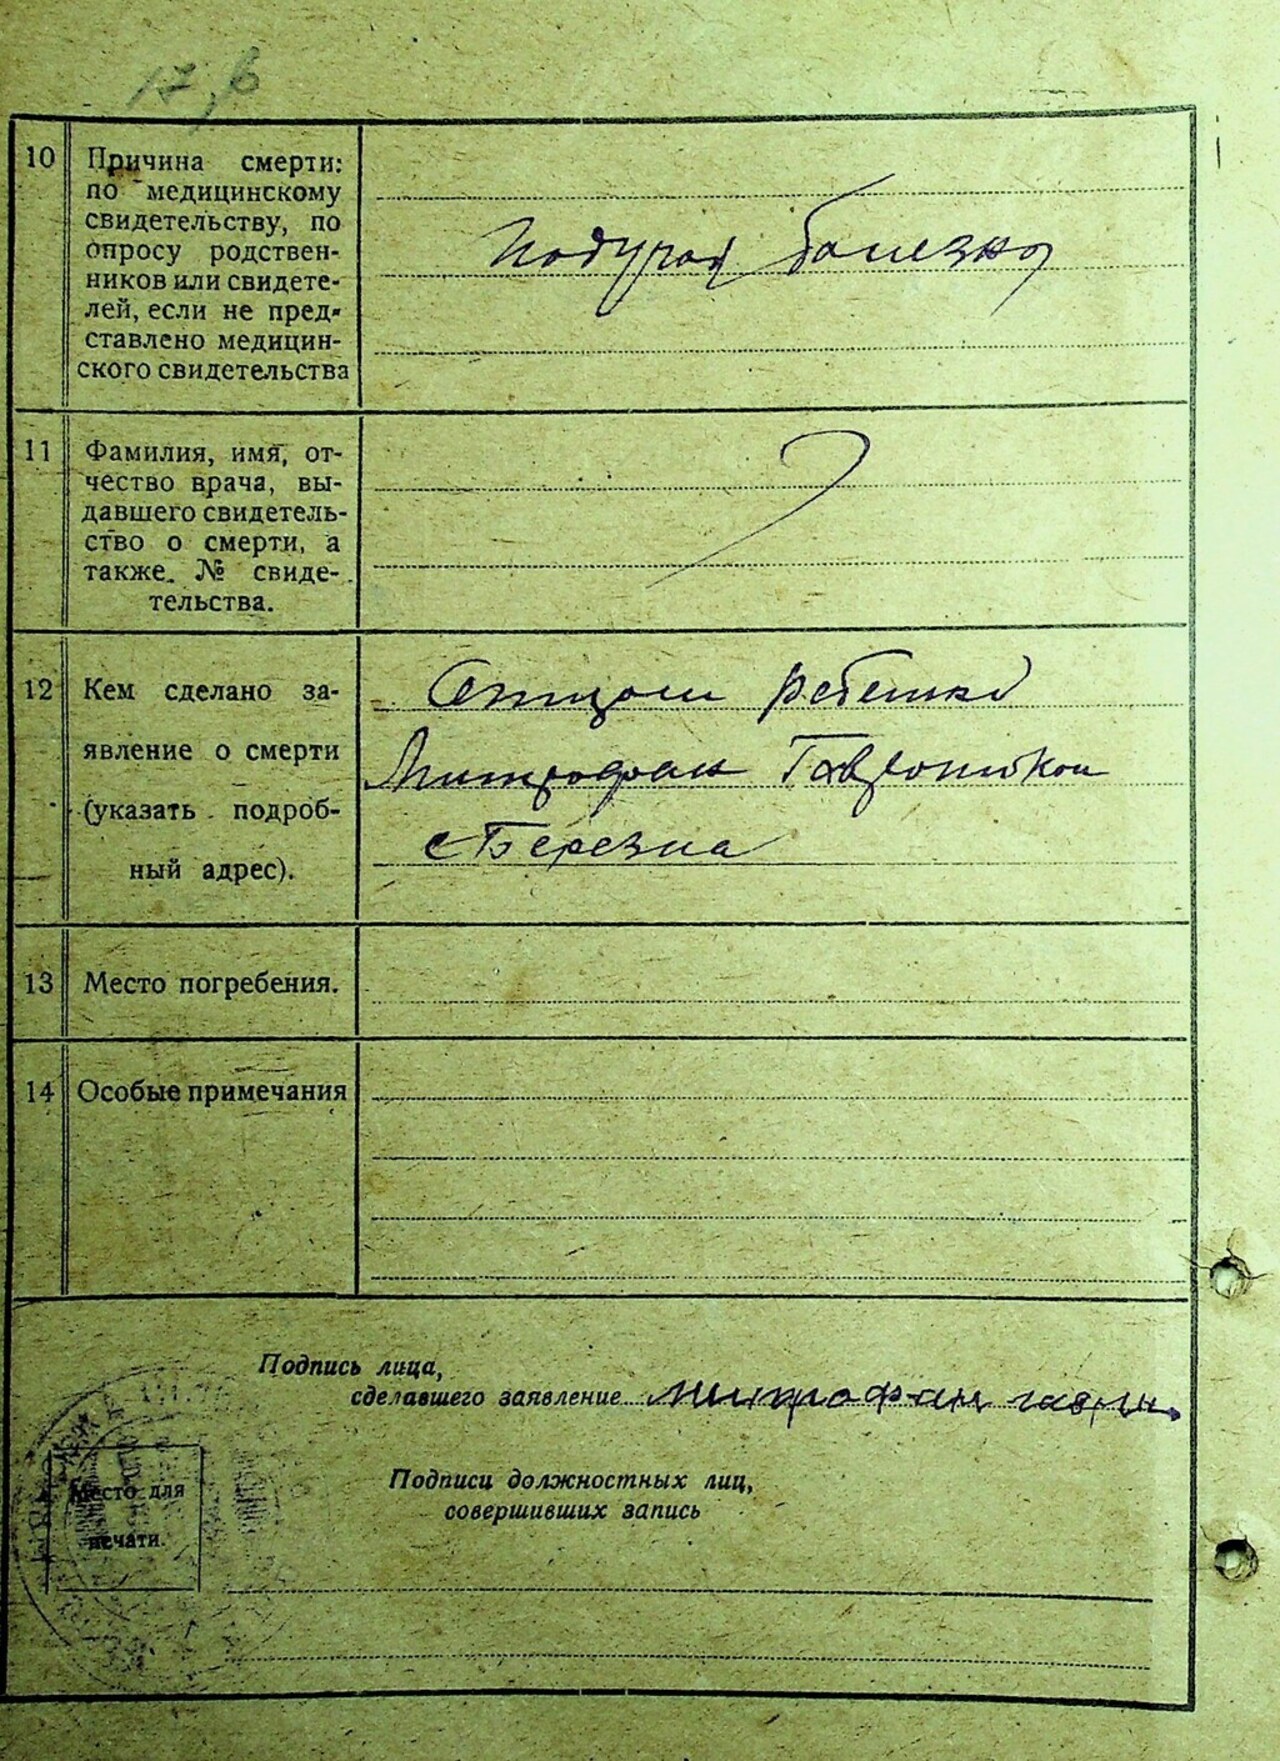 17,6
10 Причина смерти:
по медицинскому
свидетельству, по
опросу родствен-
ников или свидете-
лей, если не пред-
ставлено медицин-
ского свидетельства
болезнь
11 Фамилия, имя, от-
чество врача, вы-
давшего свидетель-
ство о смерти, а
также № свиде-
тельства.
12 Кем сделано за-
явление о смерти
(указать подроб-
ный адрес).
Отцом ребенка
Митрофан
с Березна
13 Место погребения.
14 Особые примечания
Подпись лица,
сделавшего заявление Митрофан
Место для
печати.
Подписи должностных лиц,
совершивших запись